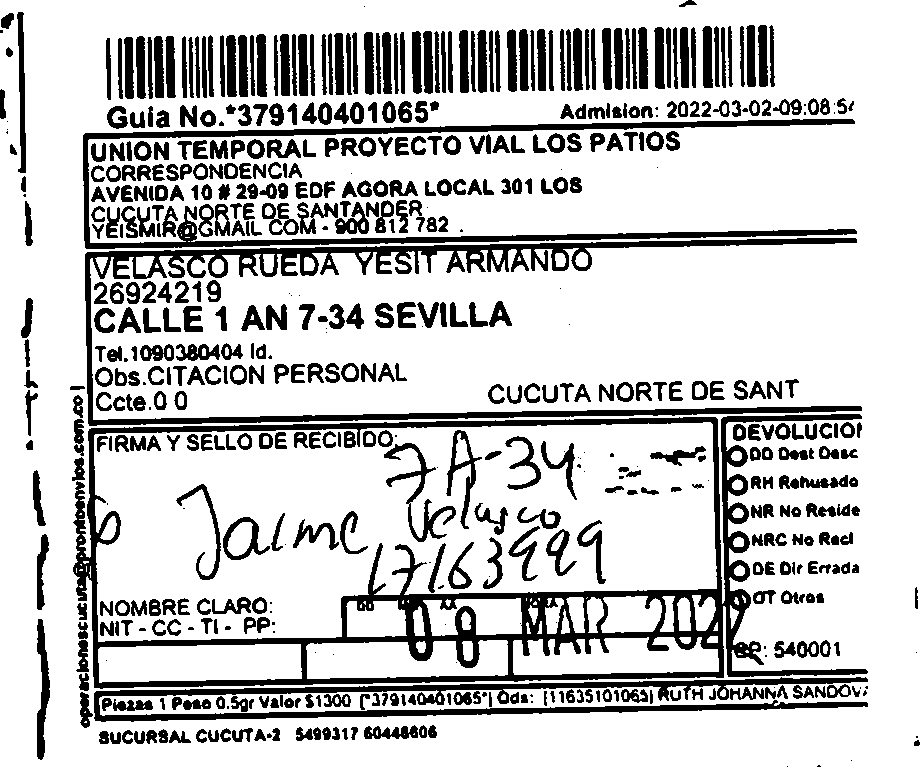 Guia No.*379140401065*
Admision: 2022-03-02-09:08:5
UNION TEMPORAL PROYECTO VIAL LOS PATIOS
CORRESPONDENCIA
AVENIDA 10 # 29-09 EDF AGORA LOCAL 301 LOS
CUCUTA NORTE DE SANTANDER
YEISMIR@GMAIL COM - 900 812 782 .
VELASCO RUEDA YESIT ARMANDO
26924219
CALLE 1 AN 7-34 SEVILLA
Tel.1090380404 Id.
Obs.CITACION PERSONAL
Ccte.0 0
CUCUTA NORTE DE SANT
operacionescucuta@prontoenvios.com.co
FIRMA Y SELLO DE RECIBIDO:
7A-34
Jaime Velasco
17163999
NOMBRE CLARO:
NIT - CC - TI - PP:
08 MAR 2022
DEVOLUCION
DD Dest Desc
RH Rehusado
NR No Reside
NRC No Recl
DE Dir Errada
OT Otros
CP: 540001
Piezas 1 Peso 0.5gr Valor $1300 [*379140401065*] Ods: [11635101065] RUTH JOHANNA SANDOV
SUCURSAL CUCUTA-2 5499317 60448606